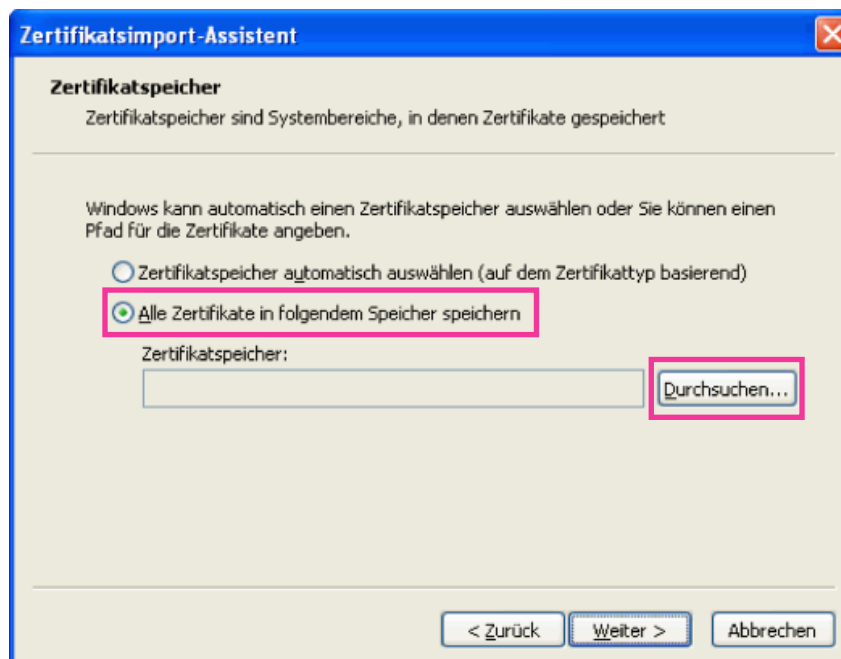 Zertifikatsimport-Assistent
Zertifikatspeicher
Zertifikatspeicher sind Systembereiche, in denen Zertifikate gespeichert
Windows kann automatisch einen Zertifikatspeicher auswählen oder Sie können einen
Pfad für die Zertifikate angeben.
Zertifikatspeicher automatisch auswählen (auf dem Zertifikattyp basierend)
Alle Zertifikate in folgendem Speicher speichern
Zertifikatspeicher:
Durchsuchen...
< Zurück
Weiter >
Abbrechen